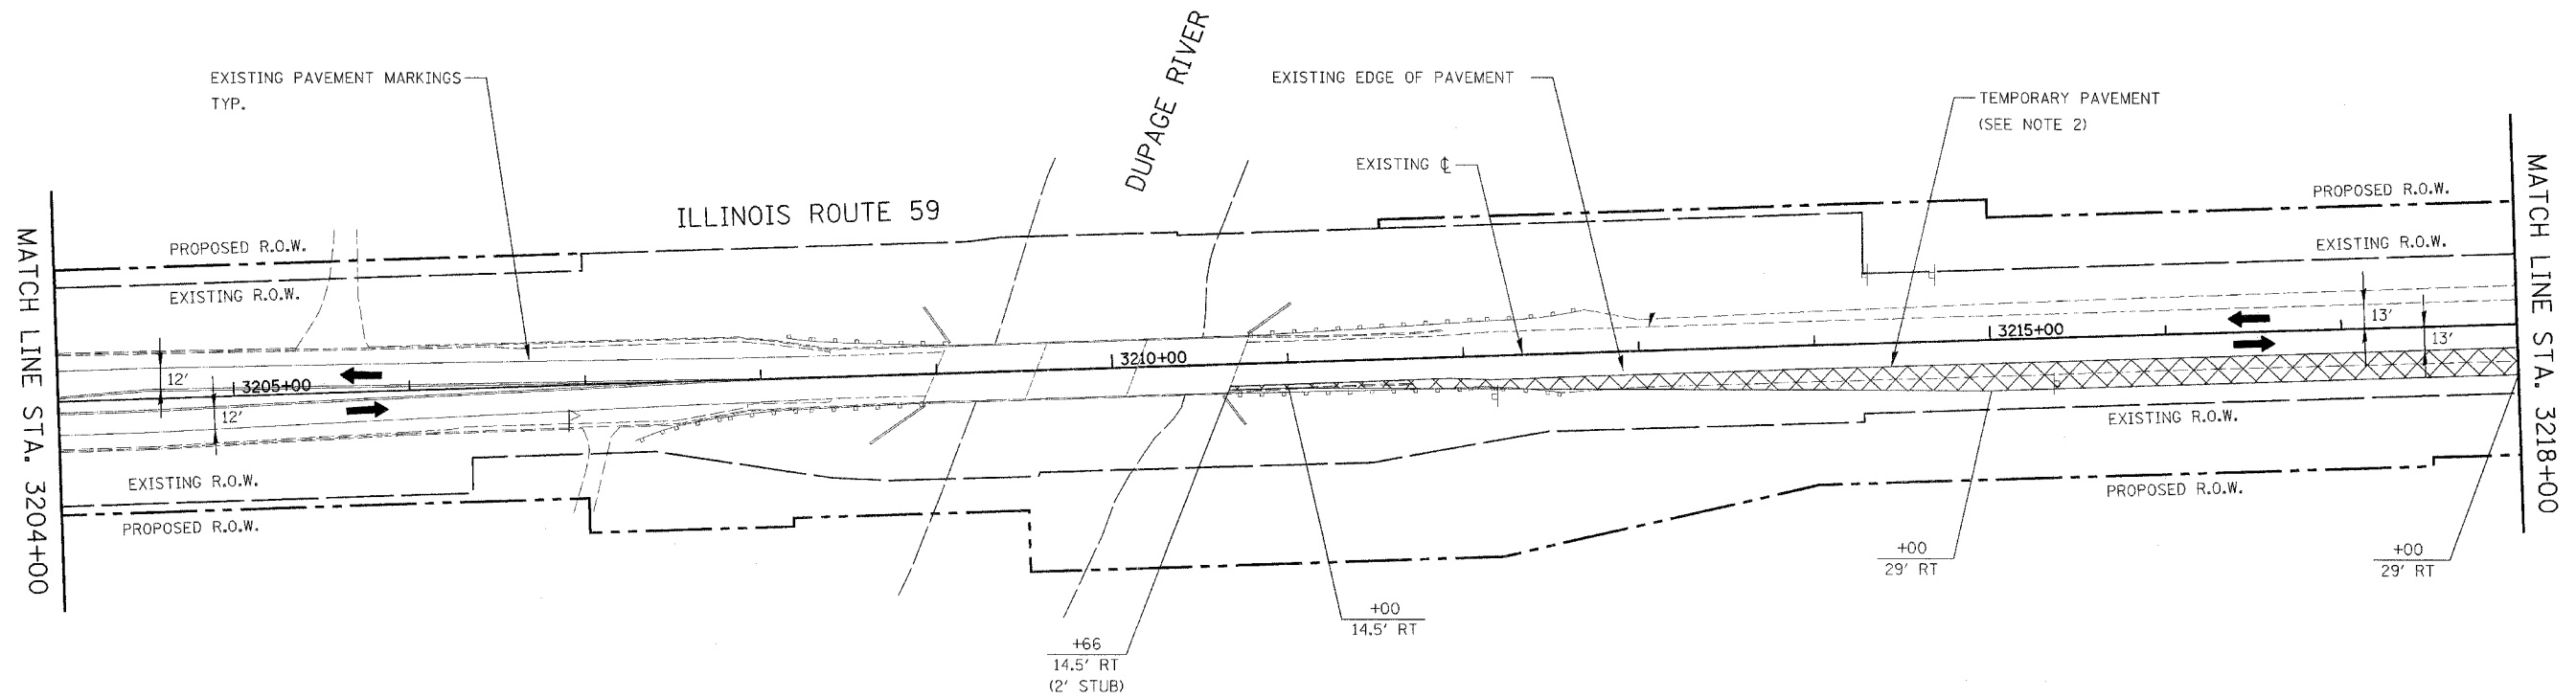 EXISTING PAVEMENT MARKINGS
TYP.
DUPAGE RIVER
EXISTING EDGE OF PAVEMENT
TEMPORARY PAVEMENT
(SEE NOTE 2)
EXISTING ℄
ILLINOIS ROUTE 59
MATCH LINE STA. 3204+00
MATCH LINE STA. 3218+00
PROPOSED R.O.W.
EXISTING R.O.W.
PROPOSED R.O.W.
EXISTING R.O.W.
12'
3205+00
12'
3210+00
3215+00
13'
13'
EXISTING R.O.W.
PROPOSED R.O.W.
EXISTING R.O.W.
PROPOSED R.O.W.
+66
14.5' RT
(2' STUB)
+00
14.5' RT
+00
29' RT
+00
29' RT